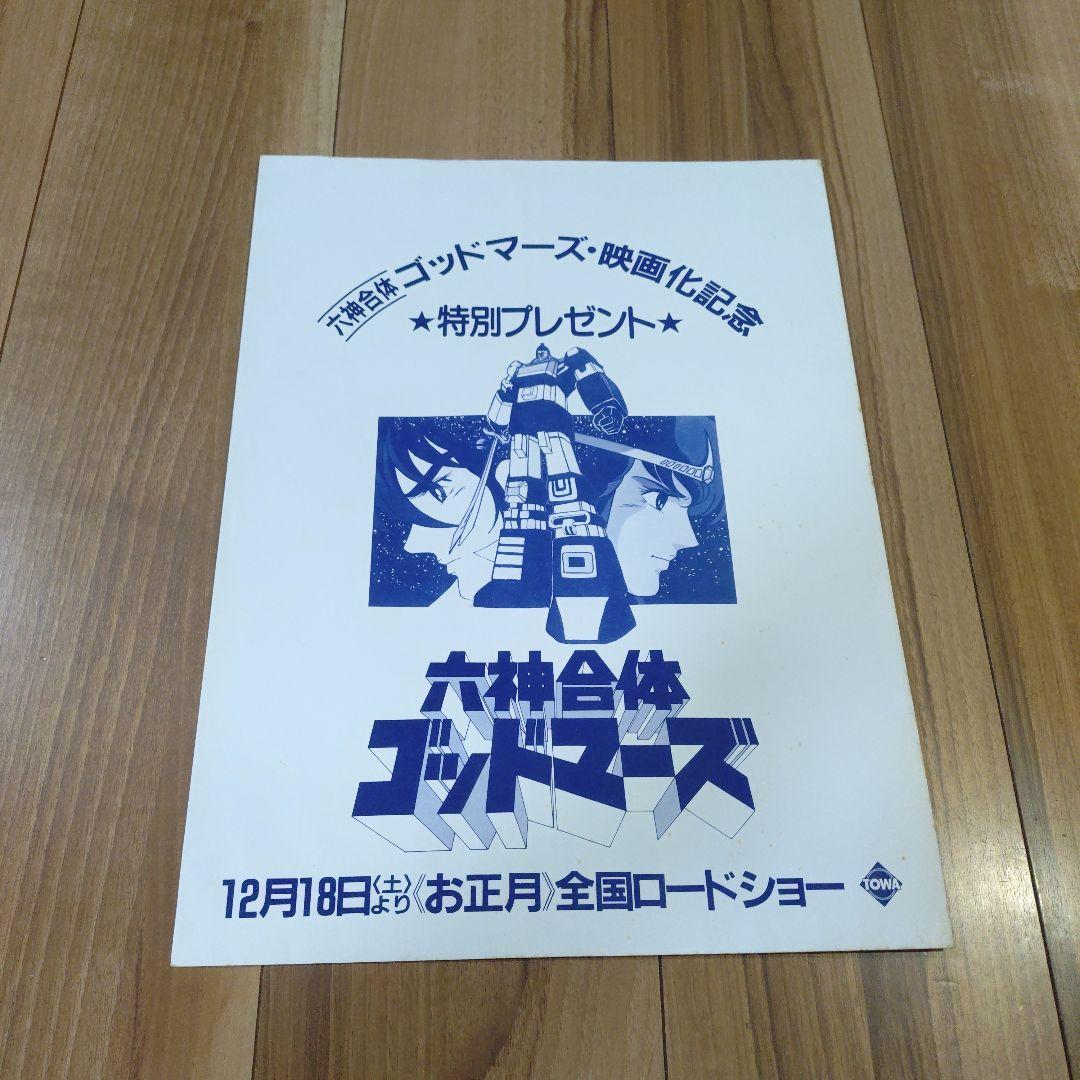 六神合体 ゴッドマーズ・映画化記念
★特別プレゼント★
六神合体
ゴッドマーズ
12月18日〈土〉より《お正月》全国ロードショー
TOWA